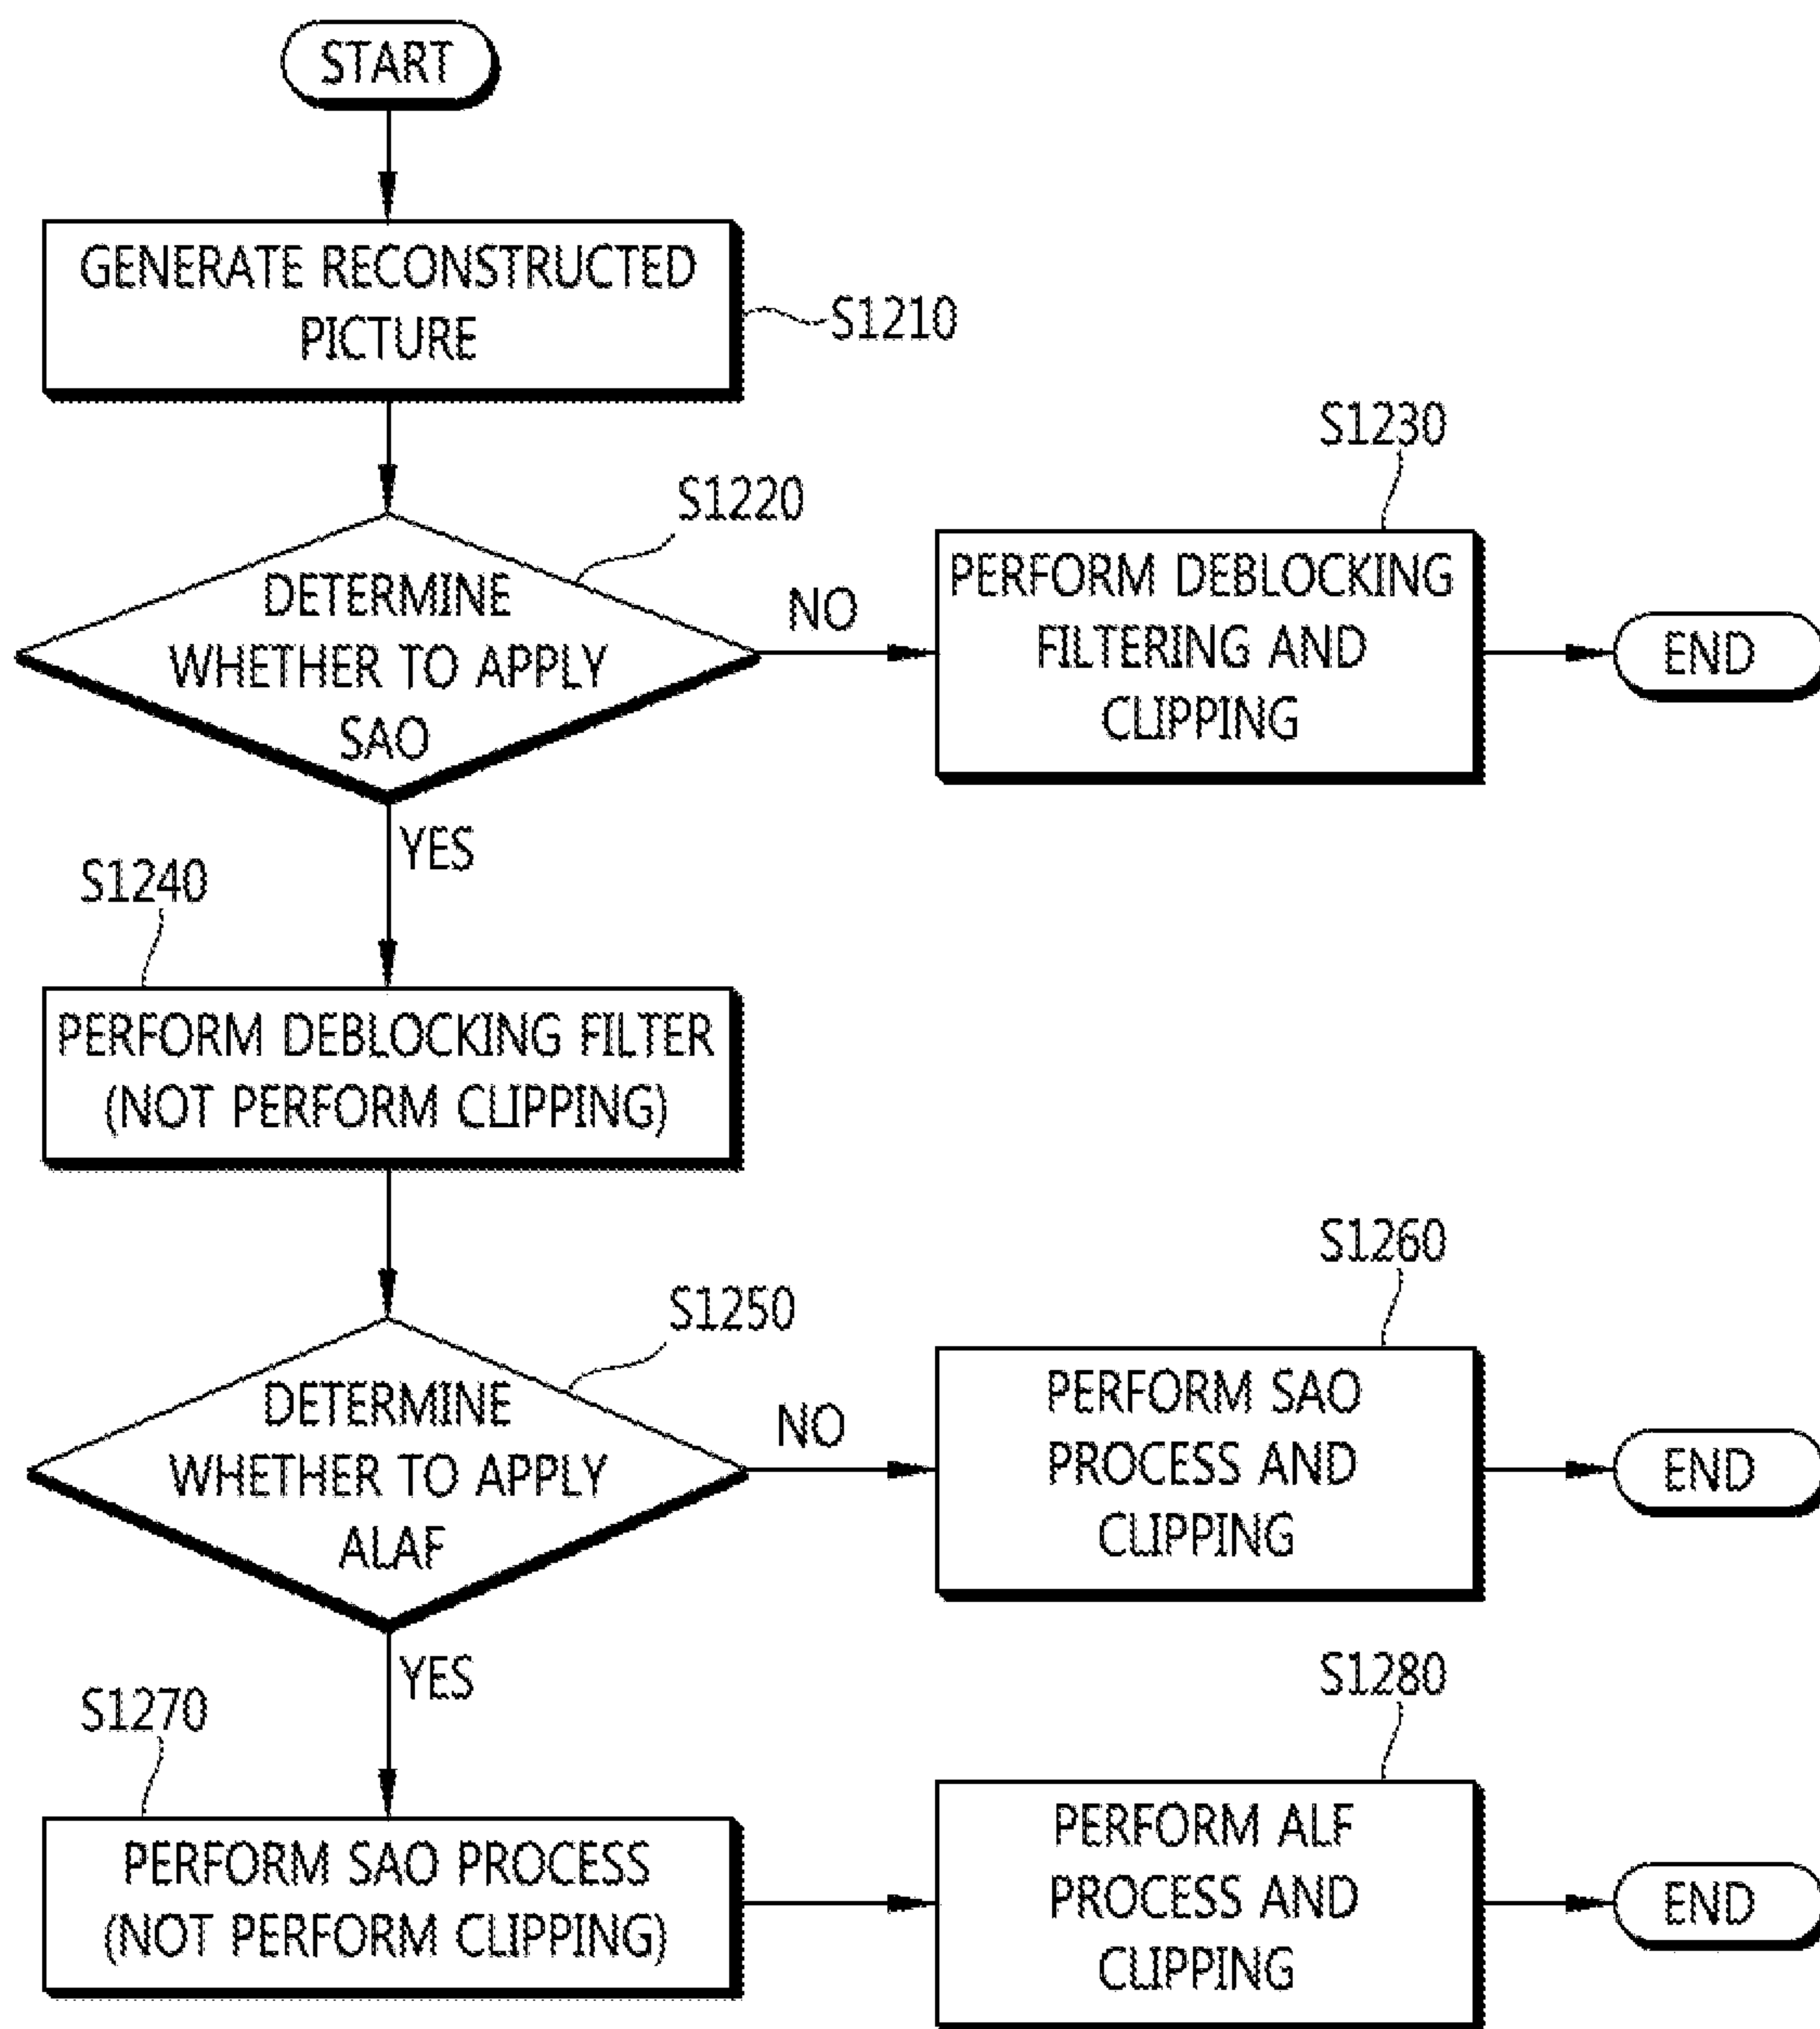 START
GENERATE RECONSTRUCTED
PICTURE
S1210
S1220
DETERMINE
WHETHER TO APPLY
SAO
NO
S1230
PERFORM DEBLOCKING
FILTERING AND
CLIPPING
END
YES
S1240
PERFORM DEBLOCKING FILTER
(NOT PERFORM CLIPPING)
S1250
DETERMINE
WHETHER TO APPLY
ALAF
NO
S1260
PERFORM SAO
PROCESS AND
CLIPPING
END
YES
S1270
PERFORM SAO PROCESS
(NOT PERFORM CLIPPING)
S1280
PERFORM ALF
PROCESS AND
CLIPPING
END